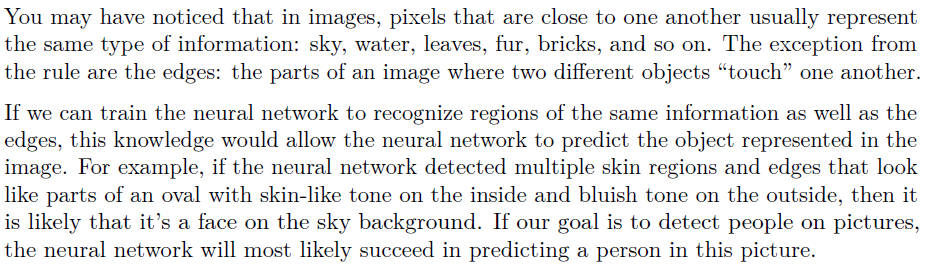 You may have noticed that in images, pixels that are close to one another usually represent
the same type of information: sky, water, leaves, fur, bricks, and so on. The exception from
the rule are the edges: the parts of an image where two different objects “touch” one another.
If we can train the neural network to recognize regions of the same information as well as the
edges, this knowledge would allow the neural network to predict the object represented in the
image. For example, if the neural network detected multiple skin regions and edges that look
like parts of an oval with skin-like tone on the inside and bluish tone on the outside, then it
is likely that it’s a face on the sky background. If our goal is to detect people on pictures,
the neural network will most likely succeed in predicting a person in this picture.